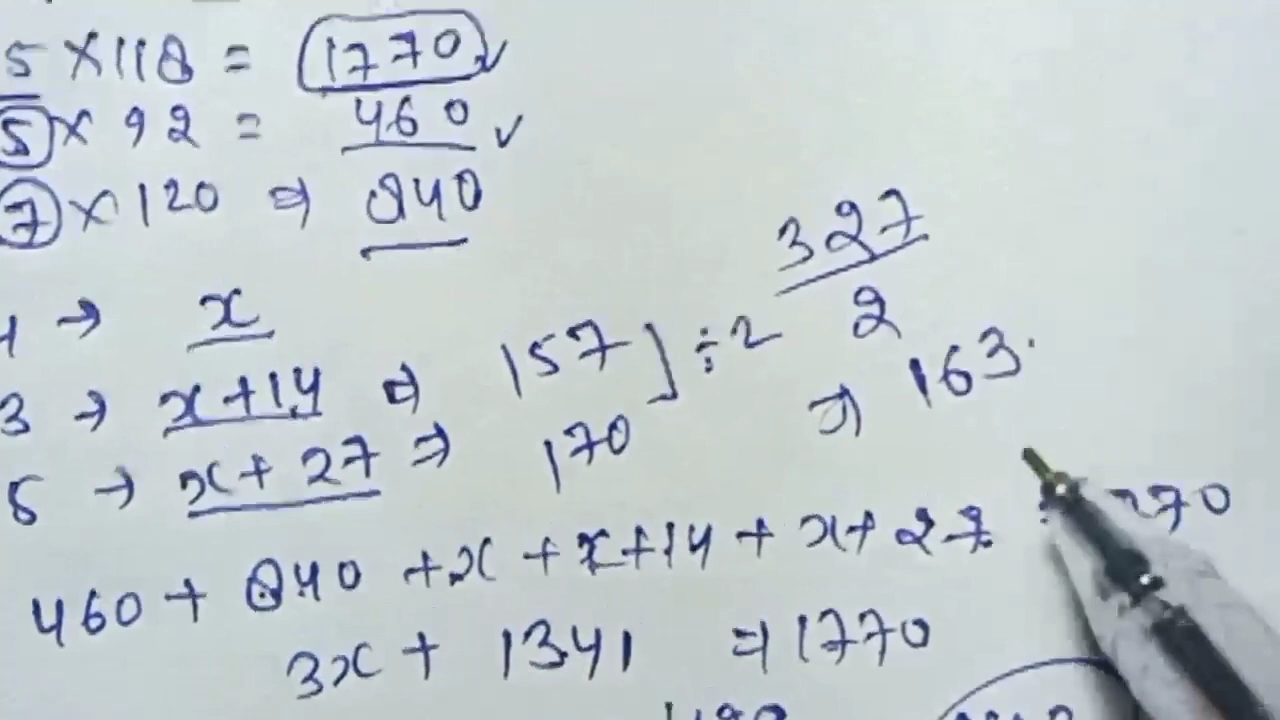 5 × 118 = 1770 ✓
5 × 92 = 460 ✓
7 × 120 ⇒ 840
→ x
3 → x + 14 ⇒ 157 ] ÷ 2
327
2
5 → x + 27 ⇒ 170
⇒ 163.
460 + 840 + x + x + 14 + x + 27 270
3x + 1341 ⇒ 1770